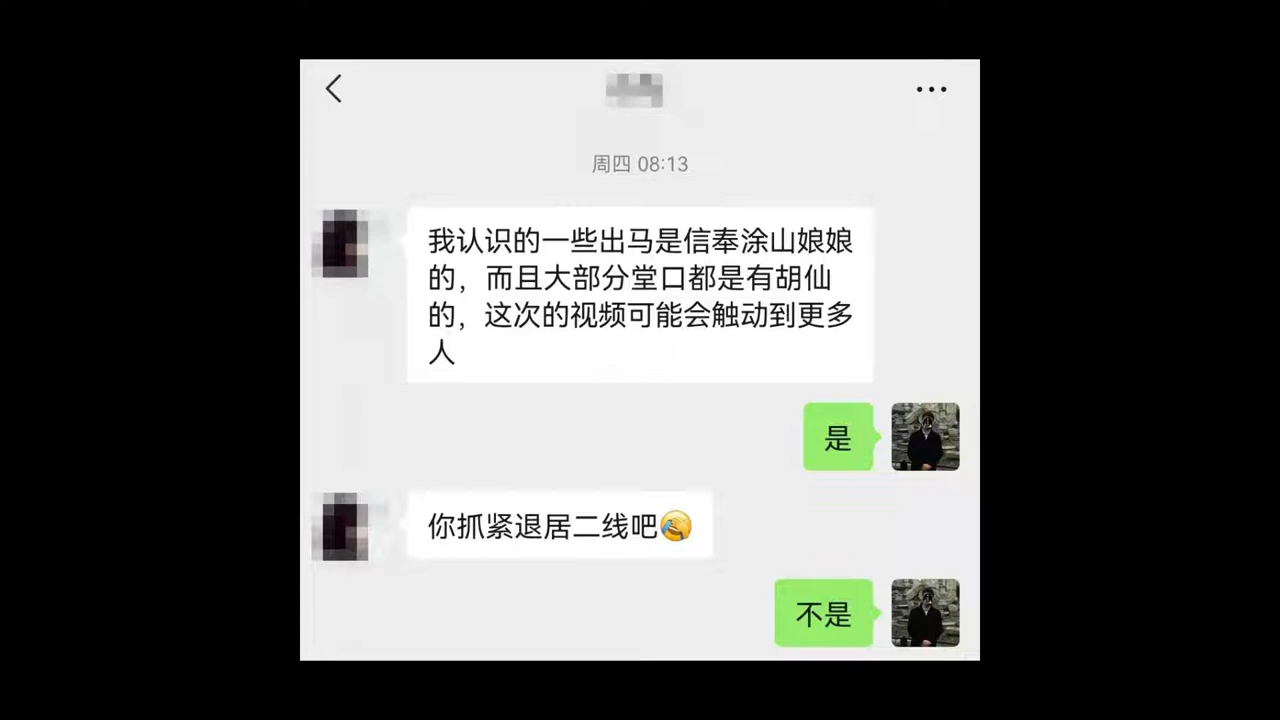 周四 08:13
我认识的一些出马是信奉涂山娘娘
的，而且大部分堂口都是有胡仙
的，这次的视频可能会触动到更多
人
是
你抓紧退居二线吧🤦
不是